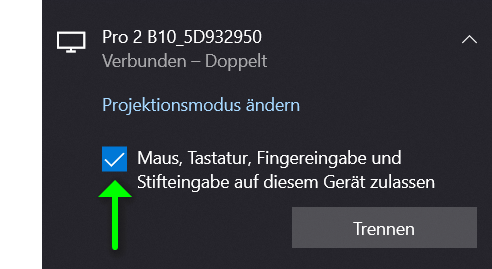 Pro 2 B10_5D932950
Verbunden – Doppelt
Projektionsmodus ändern
Maus, Tastatur, Fingereingabe und
Stifteingabe auf diesem Gerät zulassen
Trennen